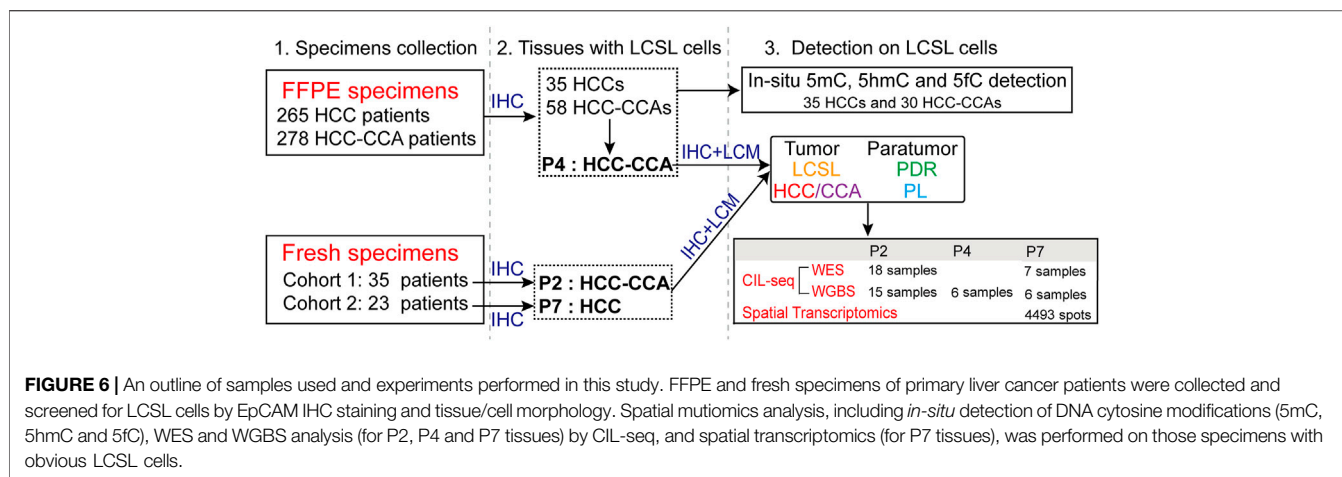 1. Specimens collection
2. Tissues with LCSL cells
3. Detection on LCSL cells
FFPE specimens
265 HCC patients
278 HCC-CCA patients
IHC
35 HCCs
58 HCC-CCAs
P4 : HCC-CCA
In-situ 5mC, 5hmC and 5fC detection
35 HCCs and 30 HCC-CCAs
IHC+LCM
Tumor Paratumor
LCSL PDR
HCC/CCA PL
Fresh specimens
Cohort 1: 35 patients
Cohort 2: 23 patients
IHC
IHC
P2 : HCC-CCA
P7 : HCC
IHC+LCM
P2 P4 P7
CIL-seq
WES 18 samples 7 samples
WGBS 15 samples 6 samples 6 samples
Spatial Transcriptomics 4493 spots
FIGURE 6 | An outline of samples used and experiments performed in this study. FFPE and fresh specimens of primary liver cancer patients were collected and
screened for LCSL cells by EpCAM IHC staining and tissue/cell morphology. Spatial mutiomics analysis, including in-situ detection of DNA cytosine modifications (5mC,
5hmC and 5fC), WES and WGBS analysis (for P2, P4 and P7 tissues) by CIL-seq, and spatial transcriptomics (for P7 tissues), was performed on those specimens with
obvious LCSL cells.